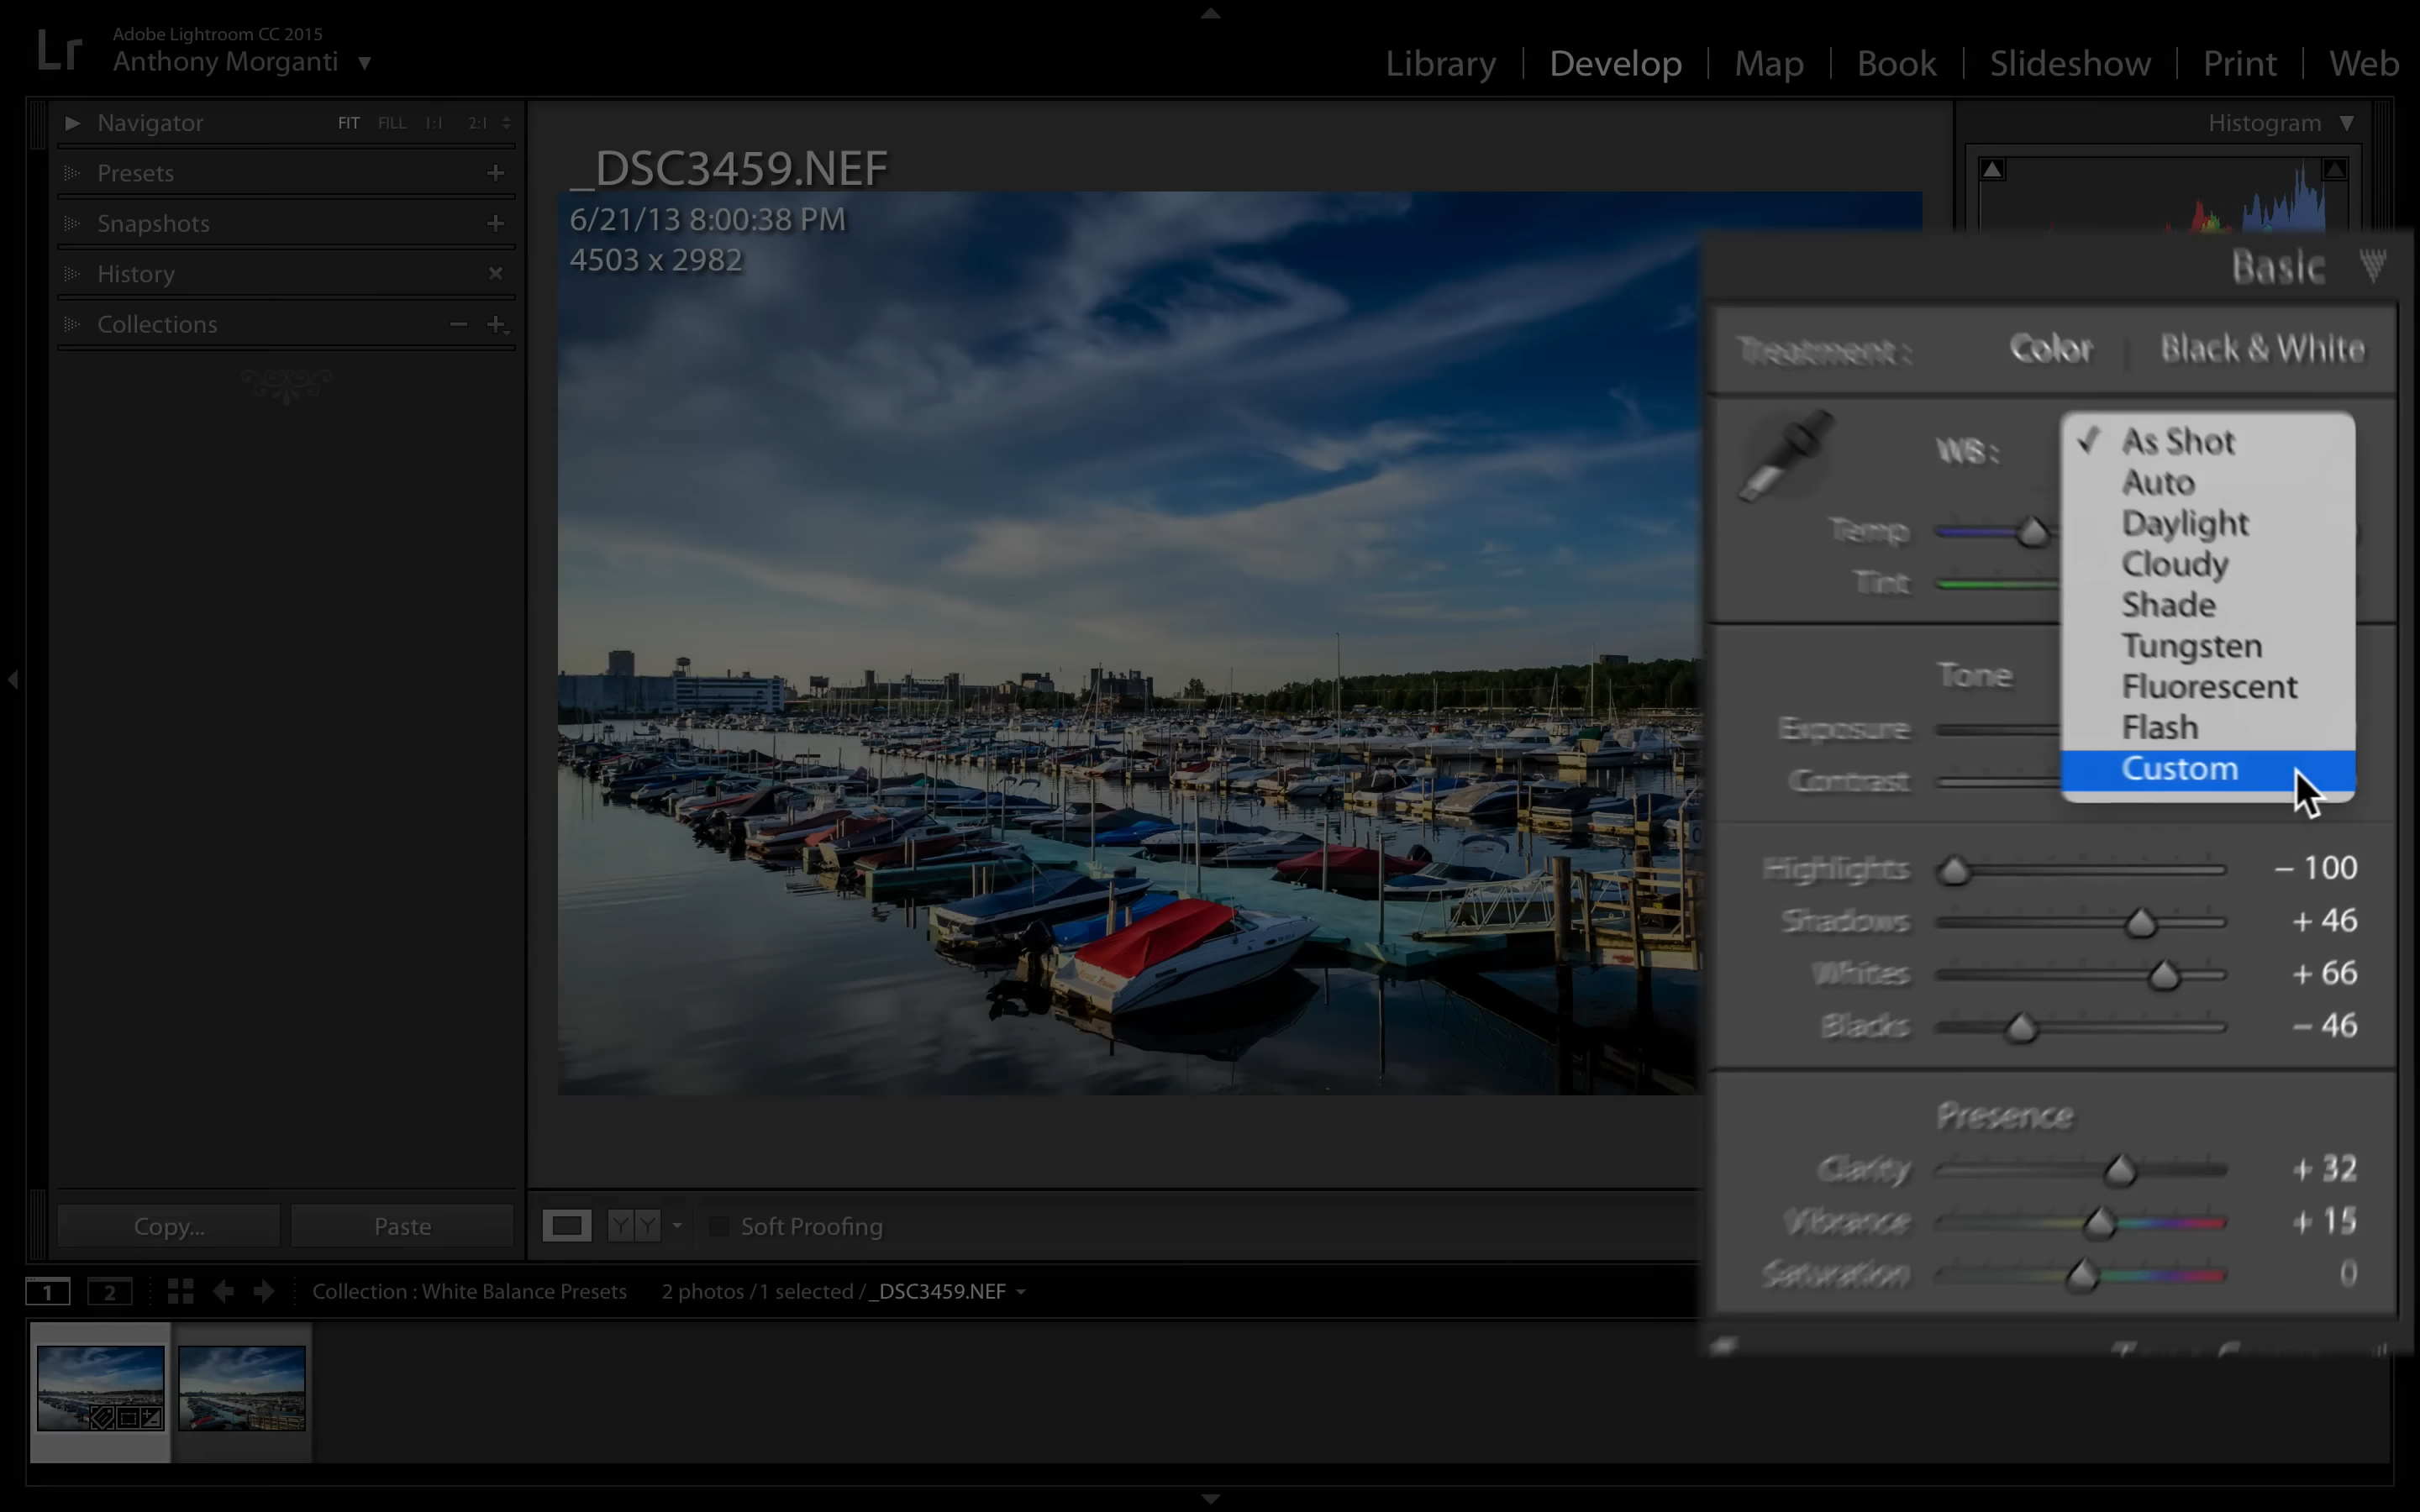 Lr
Adobe Lightroom CC 2015
Anthony Morganti
Library | Develop | Map | Book | Slideshow | Print | Web
Navigator FIT FILL 1:1 2:1
Presets
Snapshots
History
Collections
_DSC3459.NEF
6/21/13 8:00:38 PM
4503 x 2982
Histogram
Basic
Treatment : Color | Black & White
WB :
As Shot
Auto
Daylight
Cloudy
Shade
Tungsten
Fluorescent
Flash
Custom
Temp
Tint
Tone
Exposure
Contrast
Highlights – 100
Shadows + 46
Whites + 66
Blacks – 46
Presence
Clarity + 32
Vibrance + 15
Saturation 0
Copy... Paste
Y Y Soft Proofing
1 2 Collection : White Balance Presets 2 photos / 1 selected / _DSC3459.NEF